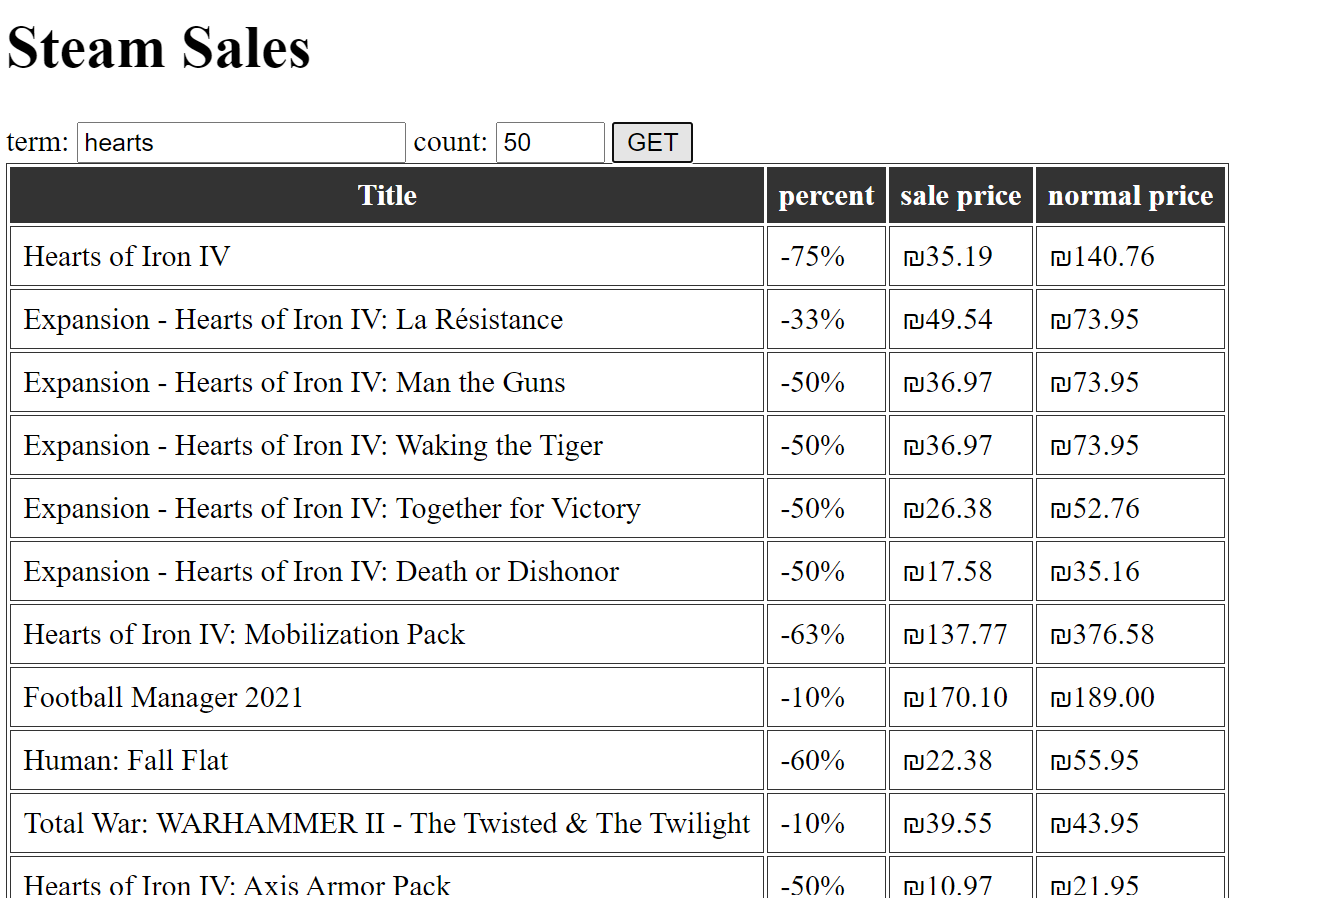 Steam Sales
term: hearts count: 50 GET
Title percent sale price normal price
Hearts of Iron IV -75% ₪35.19 ₪140.76
Expansion - Hearts of Iron IV: La Résistance -33% ₪49.54 ₪73.95
Expansion - Hearts of Iron IV: Man the Guns -50% ₪36.97 ₪73.95
Expansion - Hearts of Iron IV: Waking the Tiger -50% ₪36.97 ₪73.95
Expansion - Hearts of Iron IV: Together for Victory -50% ₪26.38 ₪52.76
Expansion - Hearts of Iron IV: Death or Dishonor -50% ₪17.58 ₪35.16
Hearts of Iron IV: Mobilization Pack -63% ₪137.77 ₪376.58
Football Manager 2021 -10% ₪170.10 ₪189.00
Human: Fall Flat -60% ₪22.38 ₪55.95
Total War: WARHAMMER II - The Twisted & The Twilight -10% ₪39.55 ₪43.95
Hearts of Iron IV: Axis Armor Pack -50% ₪10.97 ₪21.95